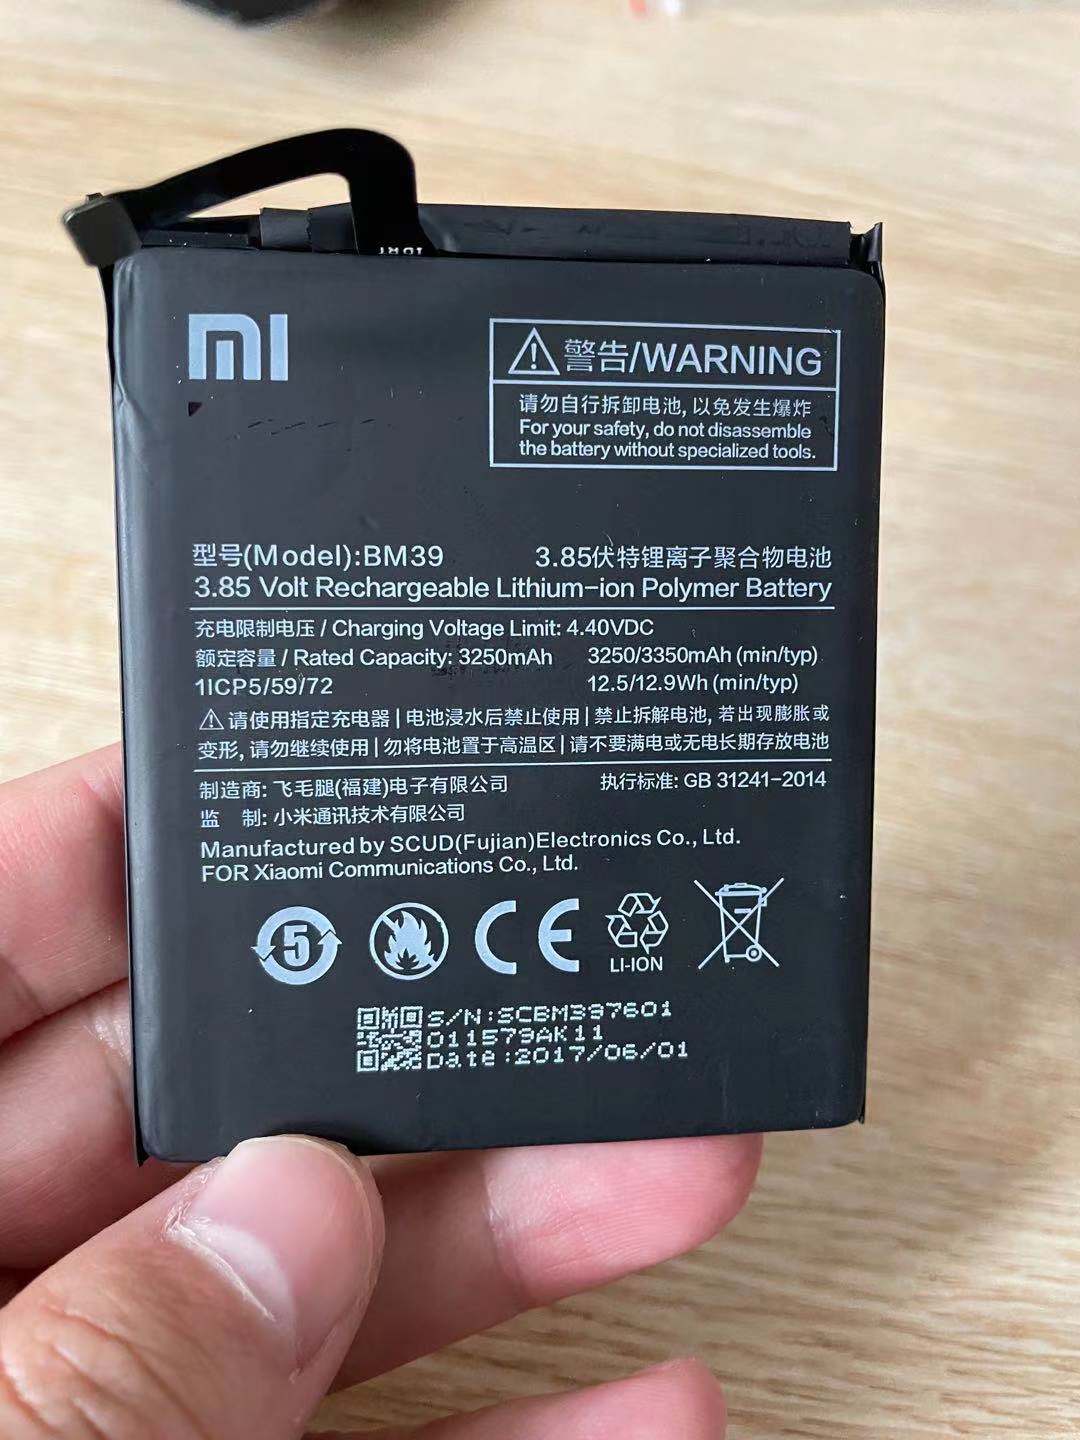 MI
警告/WARNING
请勿自行拆卸电池, 以免发生爆炸
For your safety, do not disassemble
the battery without specialized tools.
型号(Model):BM39 3.85伏特锂离子聚合物电池
3.85 Volt Rechargeable Lithium-ion Polymer Battery
充电限制电压 / Charging Voltage Limit: 4.40VDC
额定容量 / Rated Capacity: 3250mAh 3250/3350mAh (min/typ)
1ICP5/59/72 12.5/12.9Wh (min/typ)
请使用指定充电器 | 电池浸水后禁止使用 | 禁止拆解电池, 若出现膨胀或
变形, 请勿继续使用 | 勿将电池置于高温区 | 请不要满电或无电长期存放电池
制造商: 飞毛腿(福建)电子有限公司 执行标准: GB 31241-2014
监 制: 小米通讯技术有限公司
Manufactured by SCUD(Fujian)Electronics Co., Ltd.
FOR Xiaomi Communications Co., Ltd.
5 CE LI-ION
S/N:SCBM397601
011579AK11
Date:2017/06/01